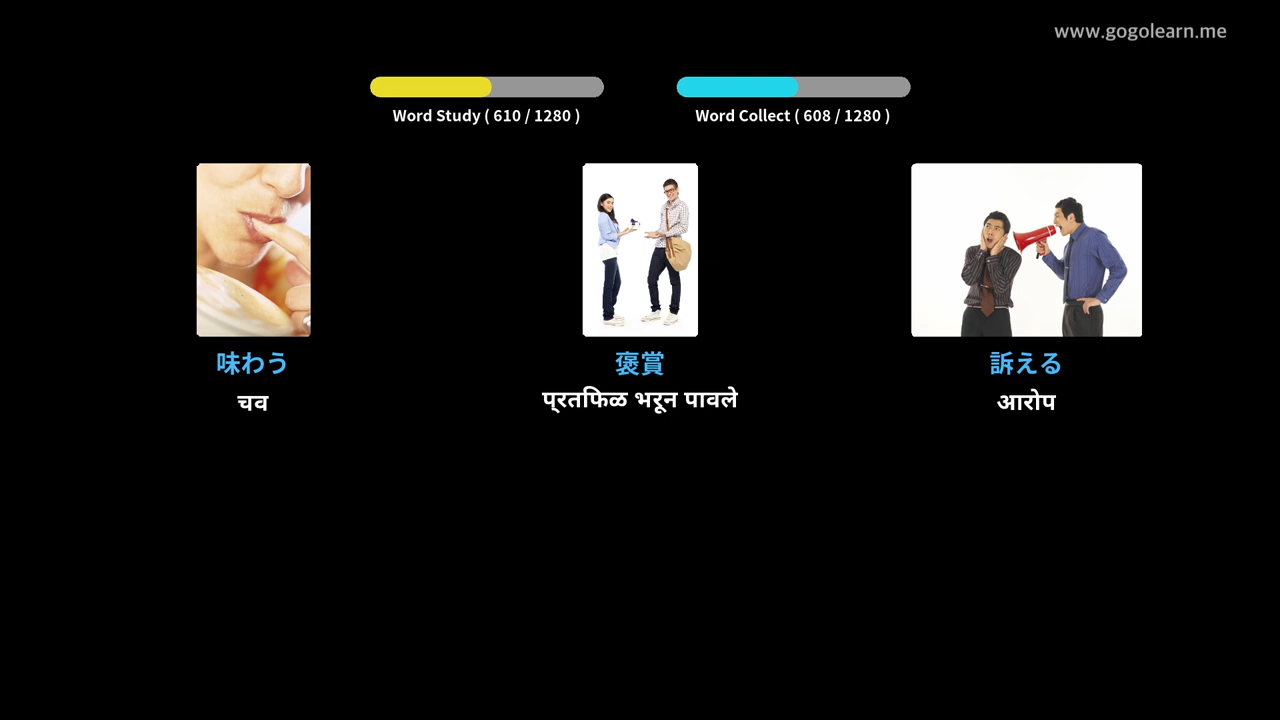 www.gogolearn.me
Word Study ( 610 / 1280 )
Word Collect ( 608 / 1280 )
味わう
褒賞
訴える
चव
प्रतफिळ भरून पावले
आरोप